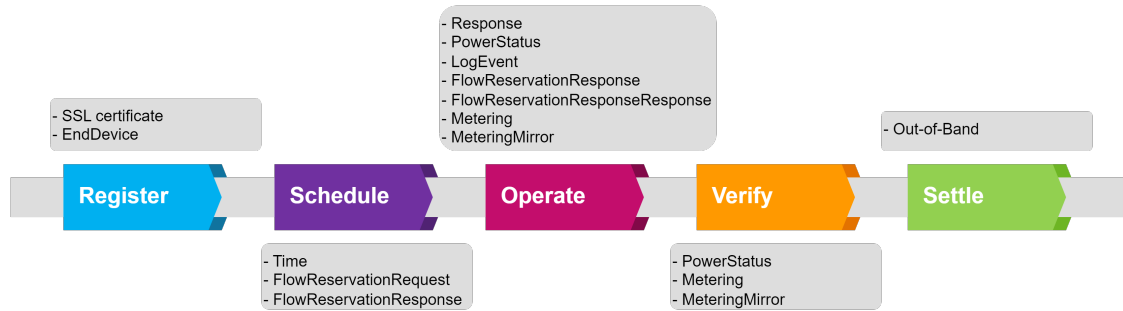 - Response
- PowerStatus
- LogEvent
- FlowReservationResponse
- FlowReservationResponseResponse
- Metering
- MeteringMirror
- SSL certificate
- EndDevice
- Out-of-Band
Register
Schedule
Operate
Verify
Settle
- Time
- FlowReservationRequest
- FlowReservationResponse
- PowerStatus
- Metering
- MeteringMirror